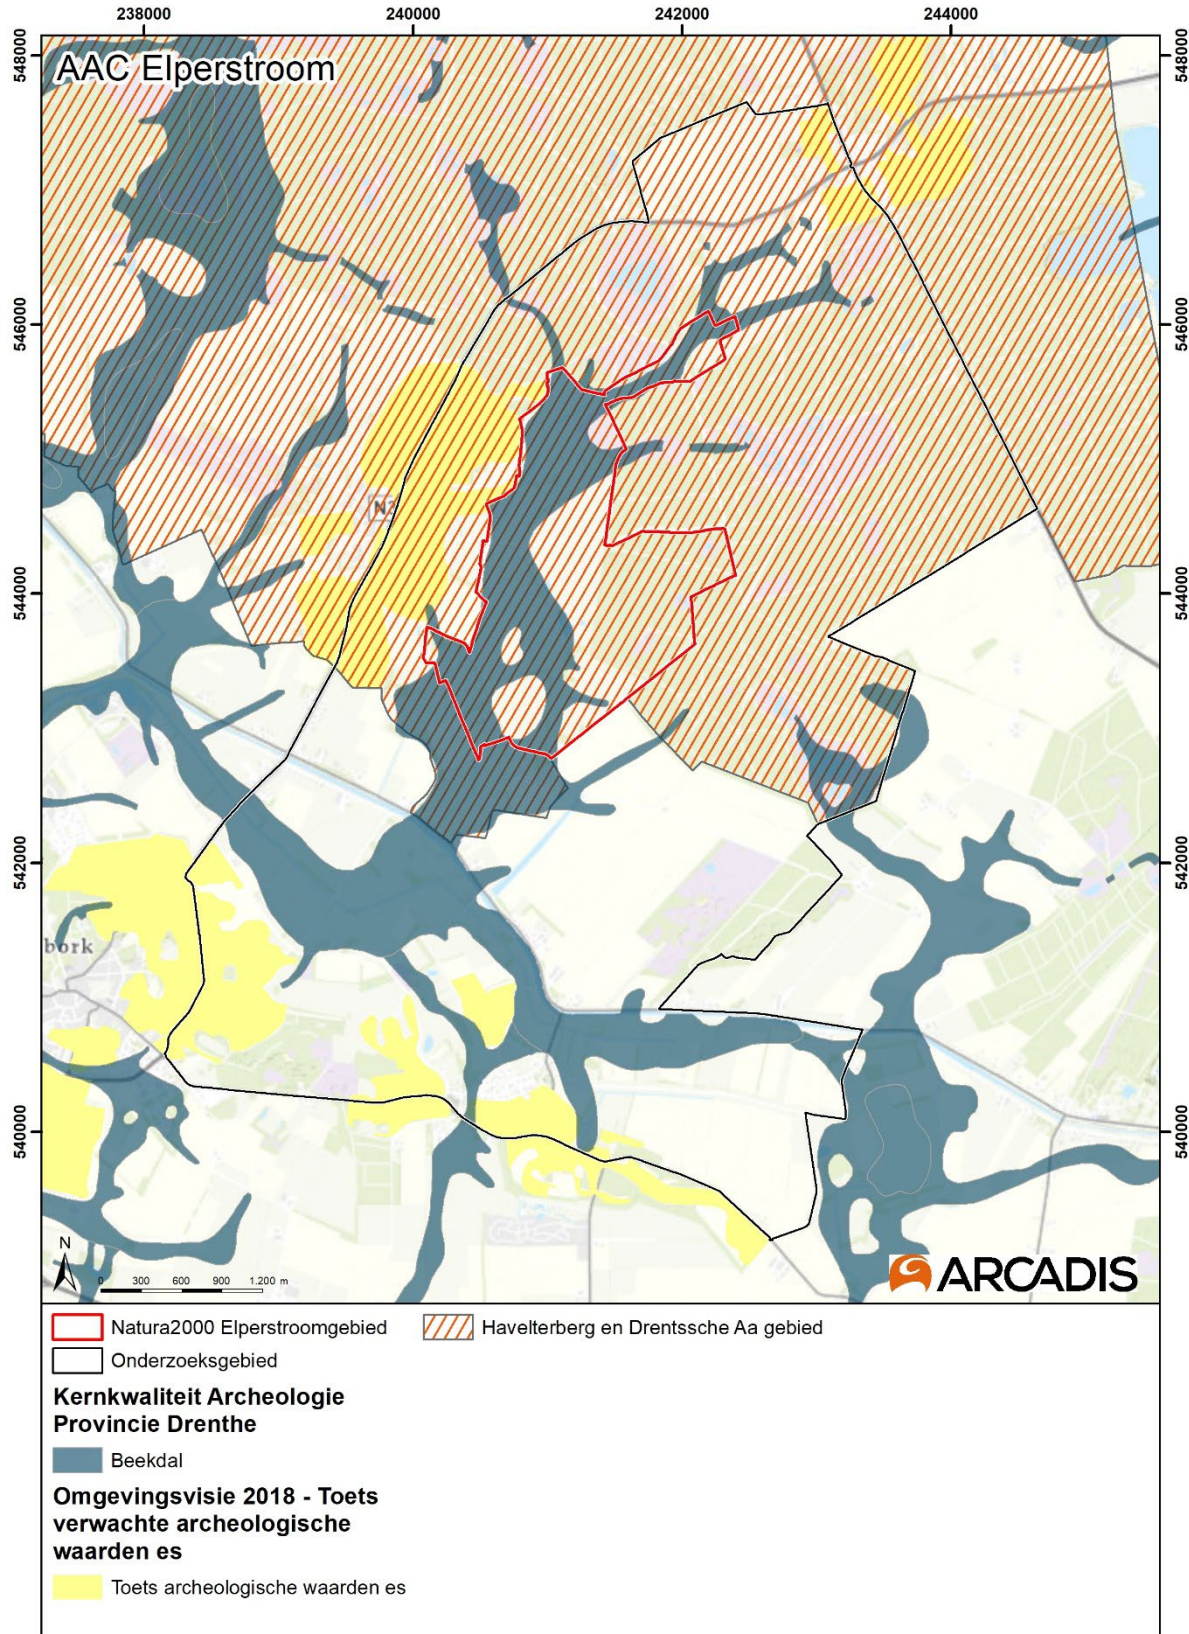 238000 240000 242000 244000
548000 548000
AAC Elperstroom
546000 546000
544000 544000
542000 542000
bork
540000 540000
N
0 300 600 900 1.200 m
ARCADIS
Natura2000 Elperstroomgebied Havelterberg en Drentssche Aa gebied
Onderzoeksgebied
Kernkwaliteit Archeologie
Provincie Drenthe
Beekdal
Omgevingsvisie 2018 - Toets
verwachte archeologische
waarden es
Toets archeologische waarden es